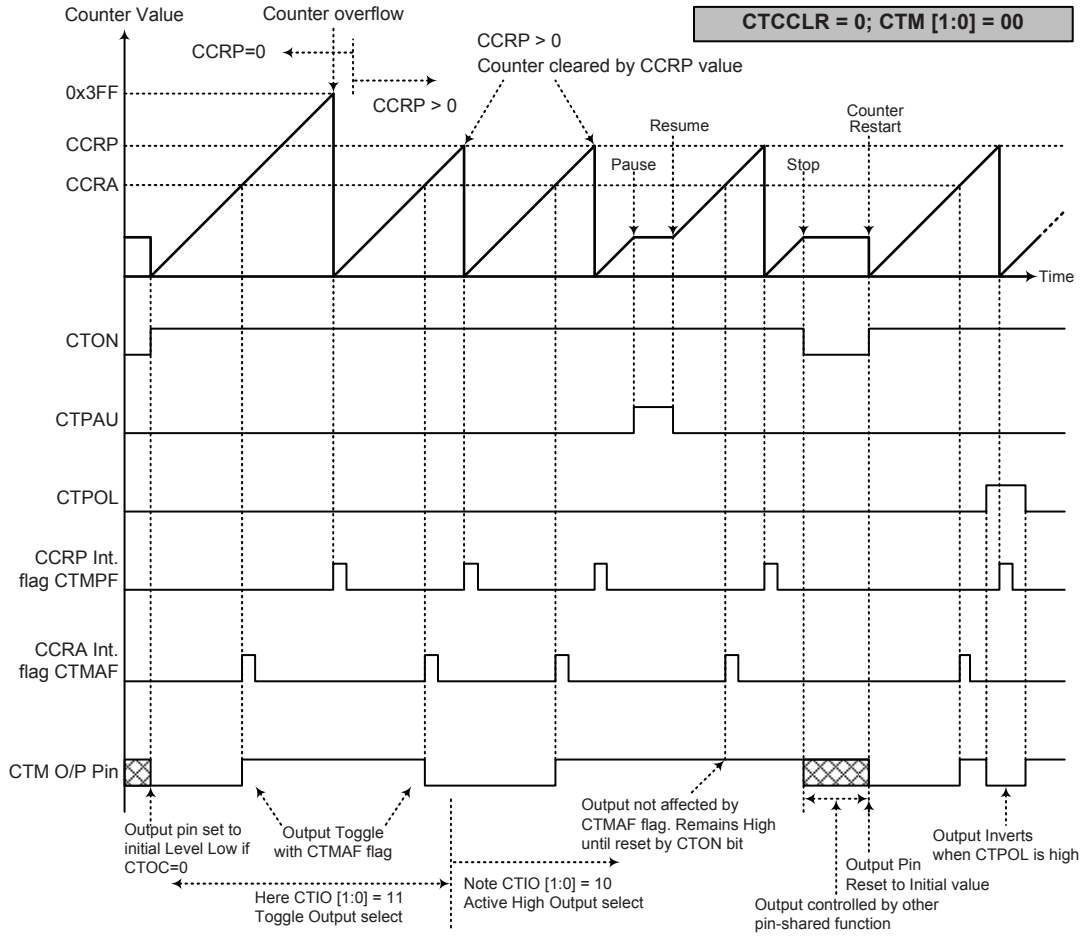 Counter Value
Counter overflow
CTCCLR = 0; CTM [1:0] = 00
CCRP=0
CCRP > 0
Counter cleared by CCRP value
CCRP > 0
0x3FF
CCRP
CCRA
Pause
Resume
Stop
Counter
Restart
Time
CTON
CTPAU
CTPOL
CCRP Int.
flag CTMPF
CCRA Int.
flag CTMAF
CTM O/P Pin
Output pin set to
initial Level Low if
CTOC=0
Output Toggle
with CTMAF flag
Here CTIO [1:0] = 11
Toggle Output select
Note CTIO [1:0] = 10
Active High Output select
Output not affected by
CTMAF flag. Remains High
until reset by CTON bit
Output controlled by other
pin-shared function
Output Pin
Reset to Initial value
Output Inverts
when CTPOL is high